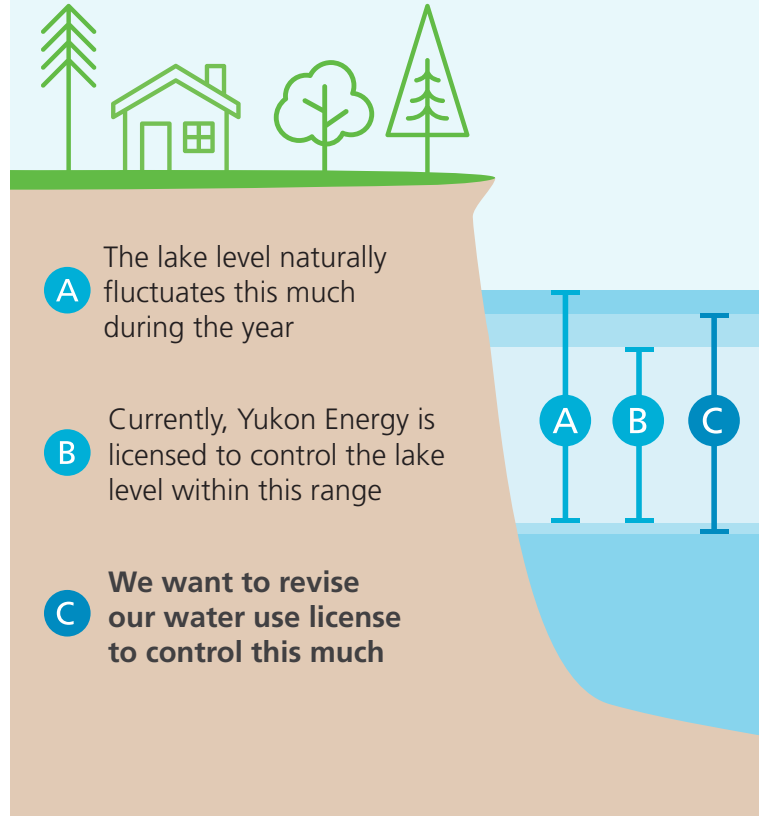 A
The lake level naturally
fluctuates this much
during the year
B
Currently, Yukon Energy is
licensed to control the lake
level within this range
C
We want to revise
our water use license
to control this much
A B C